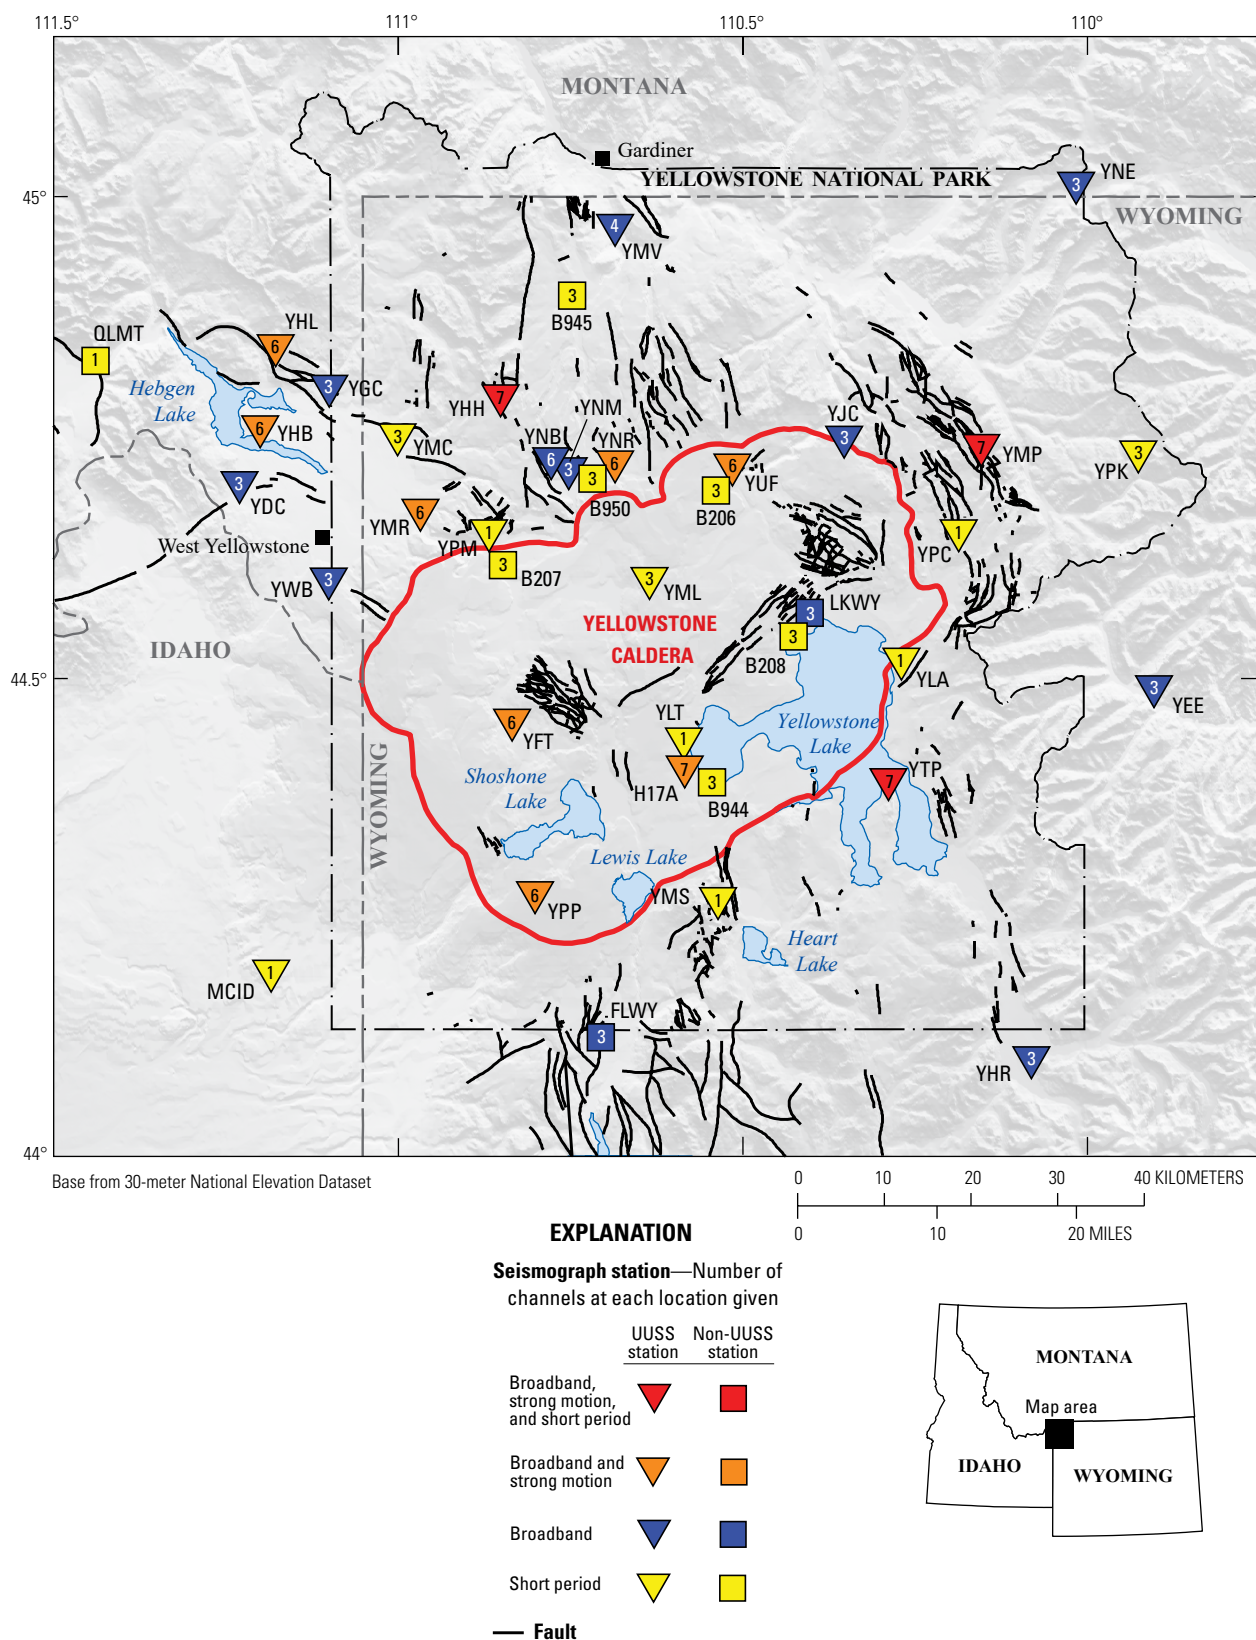 111.5°
111°
110.5°
110°
MONTANA
Gardiner
YELLOWSTONE NATIONAL PARK
3
YNE
45°
WYOMING
4
YMV
3
B945
QLMT
1
YHL
6
Hebgen
Lake
3
YGC
YHH
7
6
YHB
3
YMC
YNM
YNB
6
3
YNR
6
3
B950
YJC
3
7
YMP
3
YPK
6
YUF
3
B206
3
YDC
6
YMR
1
YPM
1
YPC
West Yellowstone
3
B207
3
YWB
3
YML
LKWY
3
YELLOWSTONE
CALDERA
3
B208
IDAHO
1
YLA
44.5°
3
YEE
6
YFT
YLT
1
Yellowstone
Lake
7
H17A
3
B944
YTP
7
Shoshone
Lake
WYOMING
Lewis Lake
6
YPP
YMS
1
Heart
Lake
1
MCID
FLWY
3
3
YHR
44°
Base from 30-meter National Elevation Dataset
0 10 20 30 40 KILOMETERS
0 10 20 MILES
EXPLANATION
Seismograph station—Number of
channels at each location given
UUSS Non-UUSS
station station
Broadband,
strong motion,
and short period
Broadband and
strong motion
Broadband
Short period
Fault
MONTANA
Map area
IDAHO
WYOMING